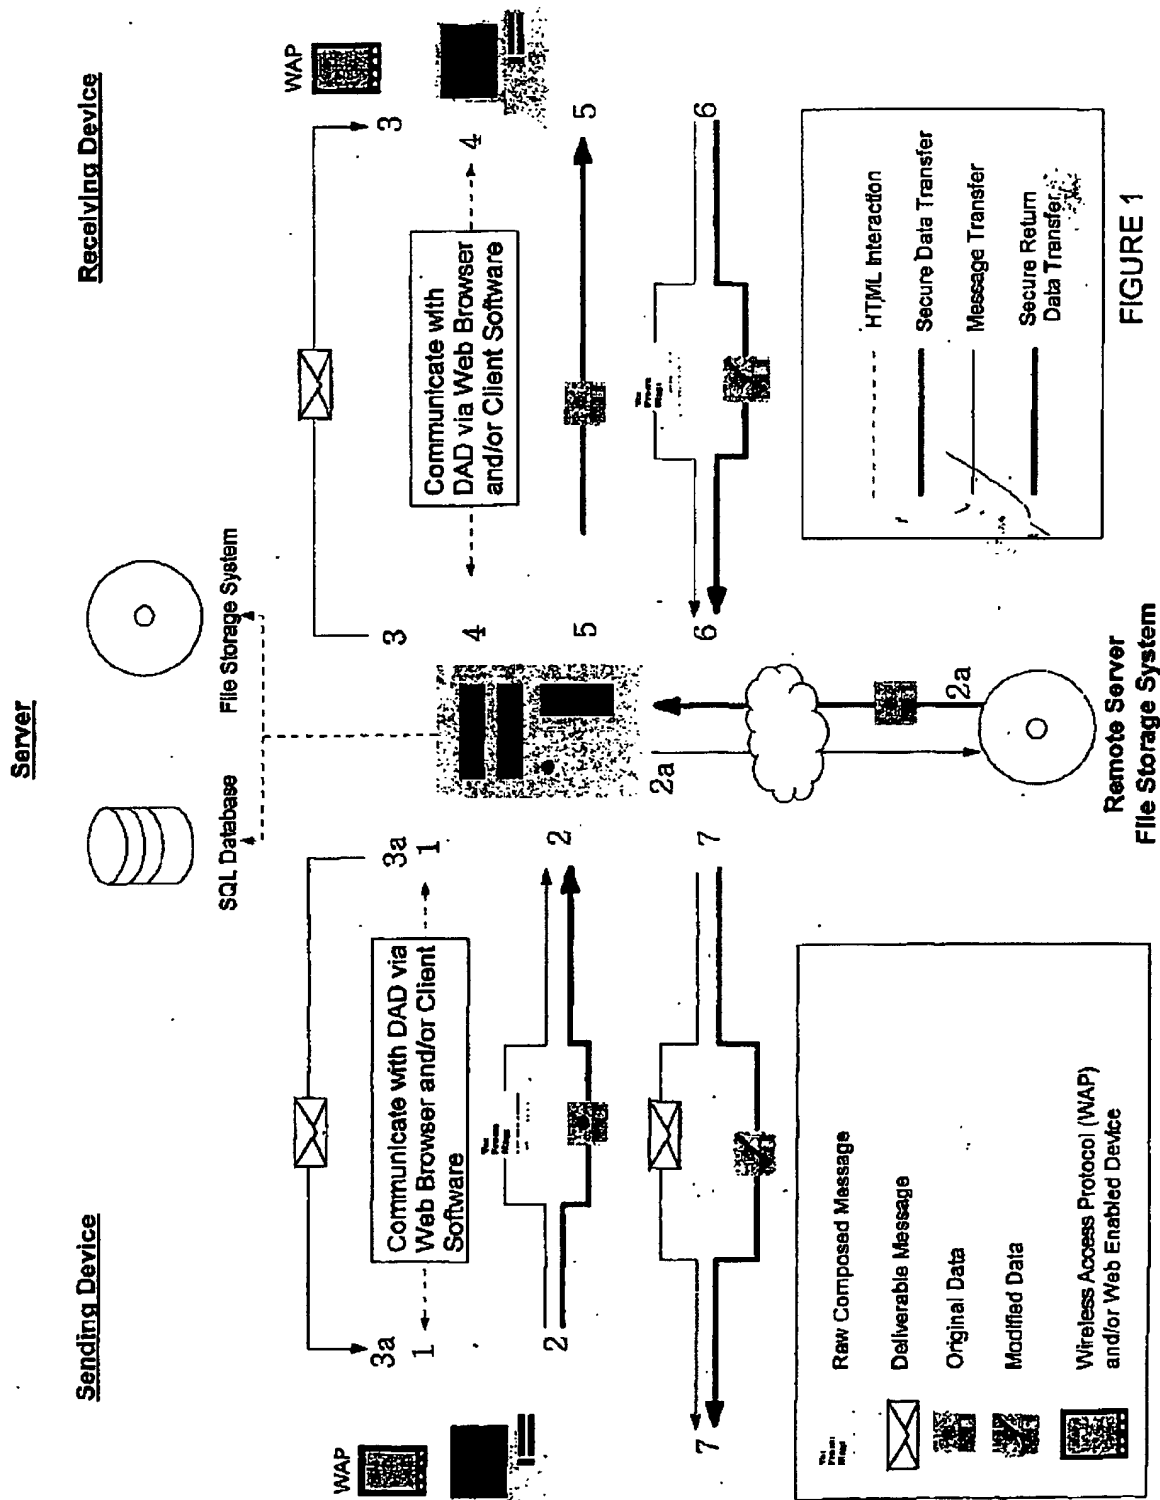 Sending Device
Server
Receiving Device
WAP
SQL Database
File Storage System
WAP
3a
3a
3
3
1
1
Communicate with DAD via
Web Browser and/or Client
Software
4
4
Communicate with
DAD via Web Browser
and/or Client Software
2
2
5
5
7
7
6
6
2a
2a
Remote Server
File Storage System
Raw Composed Message
Deliverable Message
Original Data
Modified Data
Wireless Access Protocol (WAP)
and/or Web Enabled Device
HTML Interaction
Secure Data Transfer
Message Transfer
Secure Return
Data Transfer
FIGURE 1